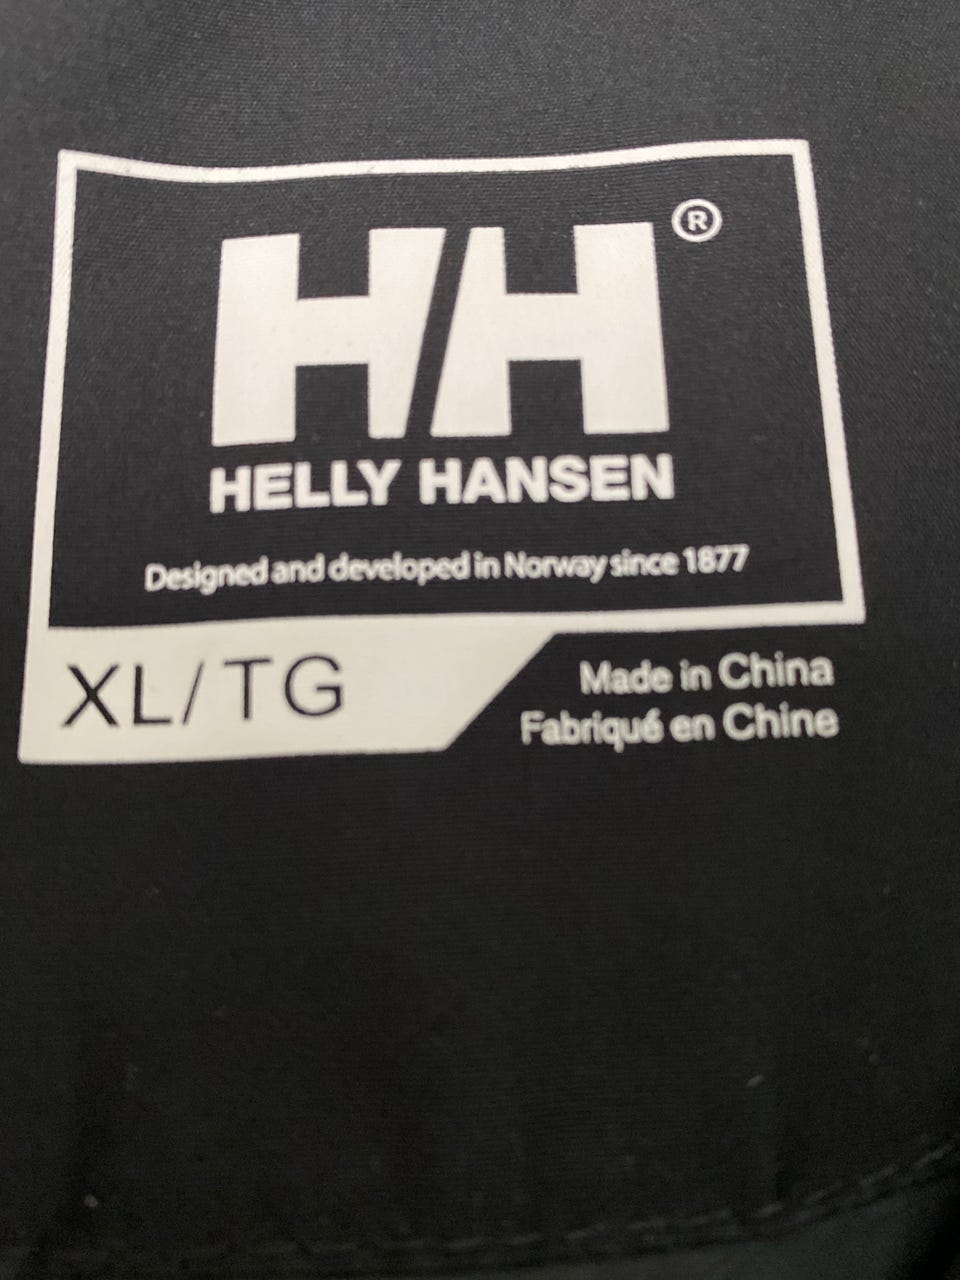 HH®
HELLY HANSEN
Designed and developed in Norway since 1877
XL/TG
Made in China
Fabriqué en Chine